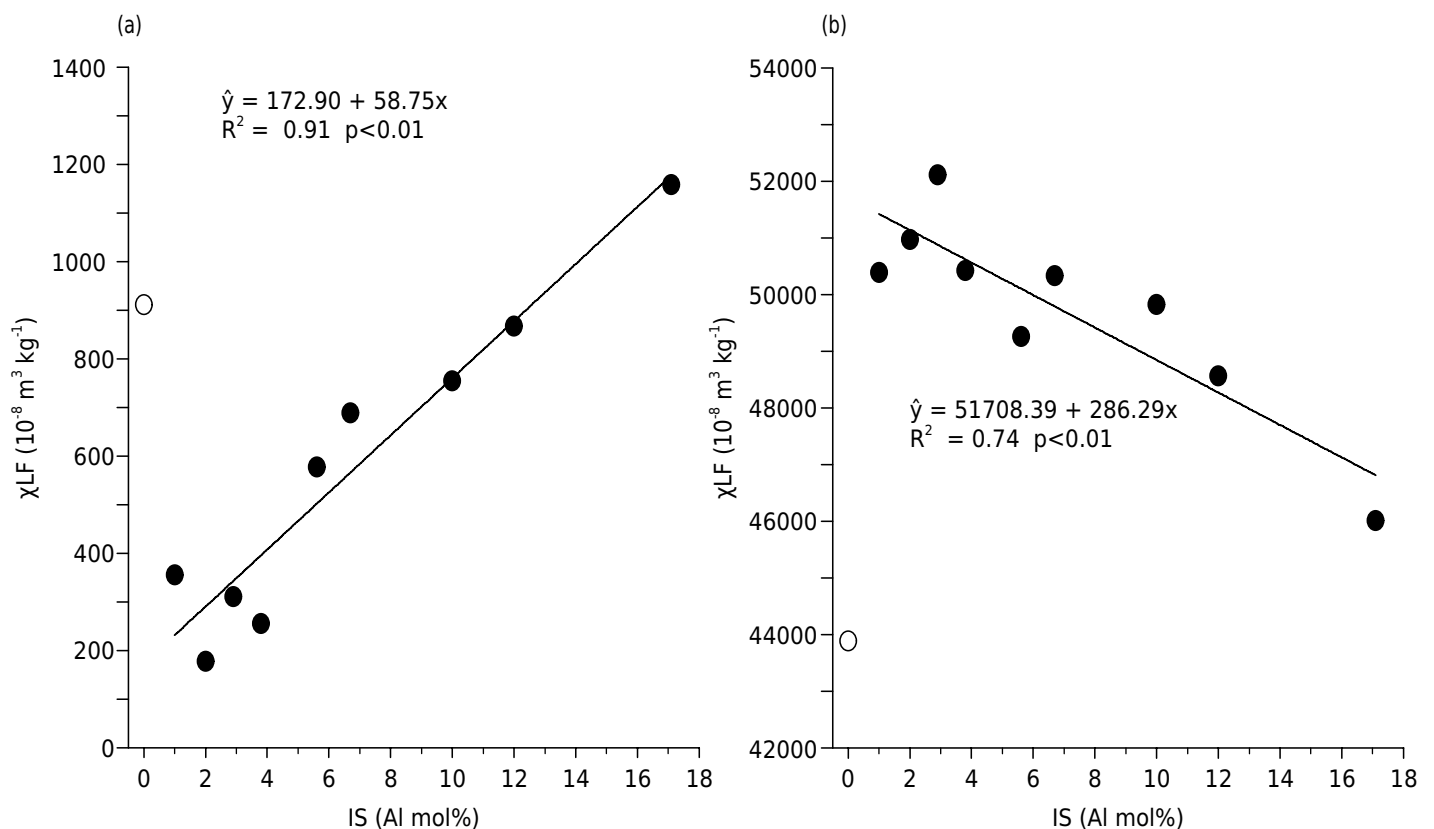 (a)
1400
1200
1000
800
600
400
200
0
χLF (10⁻⁸ m³ kg⁻¹)
ŷ = 172.90 + 58.75x
R² = 0.91 p<0.01
0 2 4 6 8 10 12 14 16 18
IS (Al mol%)
(b)
54000
52000
50000
48000
46000
44000
42000
χLF (10⁻⁸ m³ kg⁻¹)
ŷ = 51708.39 + 286.29x
R² = 0.74 p<0.01
0 2 4 6 8 10 12 14 16 18
IS (Al mol%)